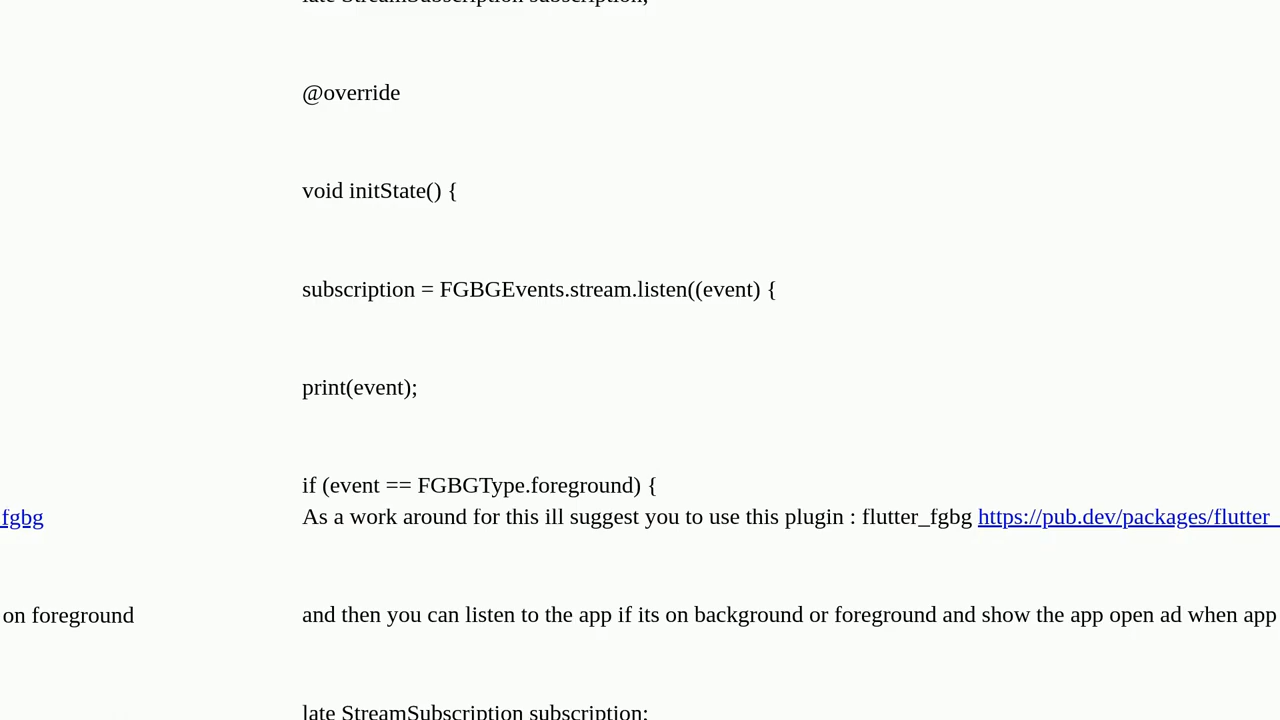 late StreamSubscription subscription;
@override
void initState() {
subscription = FGBGEvents.stream.listen((event) {
print(event);
if (event == FGBGType.foreground) {
fgbg
As a work around for this ill suggest you to use this plugin : flutter_fgbg https://pub.dev/packages/flutter_
on foreground
and then you can listen to the app if its on background or foreground and show the app open ad when app
late StreamSubscription subscription;